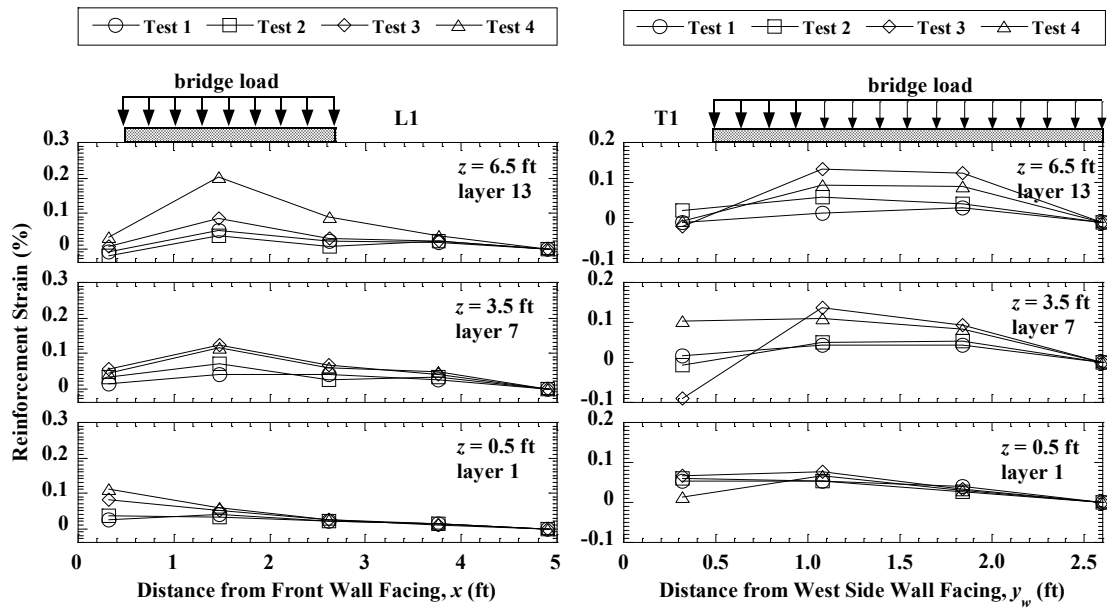 Test 1 Test 2 Test 3 Test 4
bridge load
L1
0.3
0.2
0.1
0
z = 6.5 ft
layer 13
0.3
0.2
0.1
0
z = 3.5 ft
layer 7
0.3
0.2
0.1
0
z = 0.5 ft
layer 1
0 1 2 3 4 5
Reinforcement Strain (%)
Distance from Front Wall Facing, x (ft)
Test 1 Test 2 Test 3 Test 4
bridge load
T1
0.2
0.1
0
-0.1
z = 6.5 ft
layer 13
0.2
0.1
0
-0.1
z = 3.5 ft
layer 7
0.2
0.1
0
-0.1
z = 0.5 ft
layer 1
0 0.5 1.0 1.5 2.0 2.5
Distance from West Side Wall Facing, yw (ft)